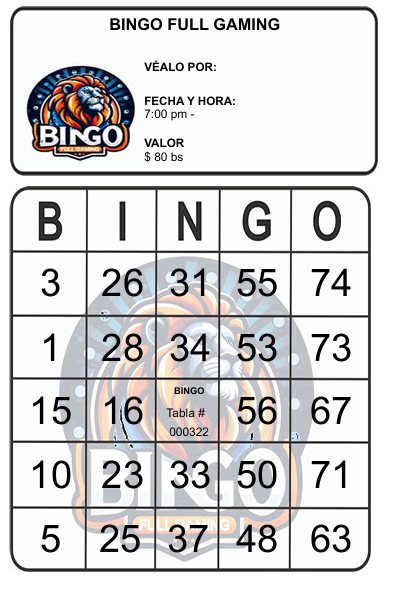 BINGO FULL GAMING
VÉALO POR:
FECHA Y HORA:
7:00 pm -
VALOR
$ 80 bs
BINGO
FULL GAMING
B I N G O
3 26 31 55 74
1 28 34 53 73
15 16 BINGO 56 67
Tabla #
000322
10 23 33 50 71
5 25 37 48 63
BINGO
FULL GAMING